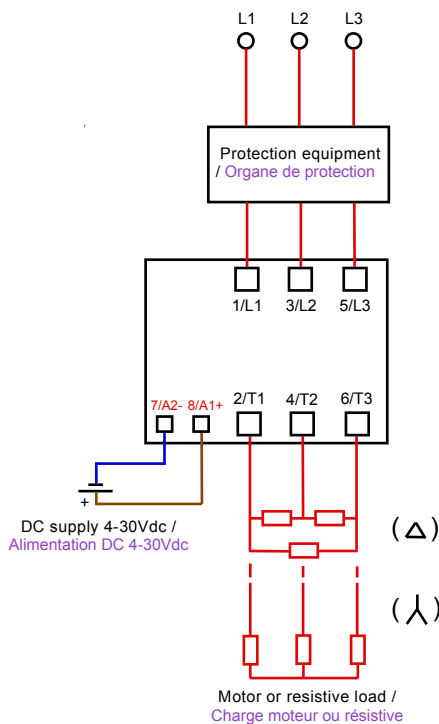 L1 L2 L3
Protection equipment
/ Organe de protection
1/L1 3/L2 5/L3
7/A2- 8/A1+ 2/T1 4/T2 6/T3
+
DC supply 4-30Vdc /
Alimentation DC 4-30Vdc
(△)
(⅄)
Motor or resistive load /
Charge moteur ou résistive